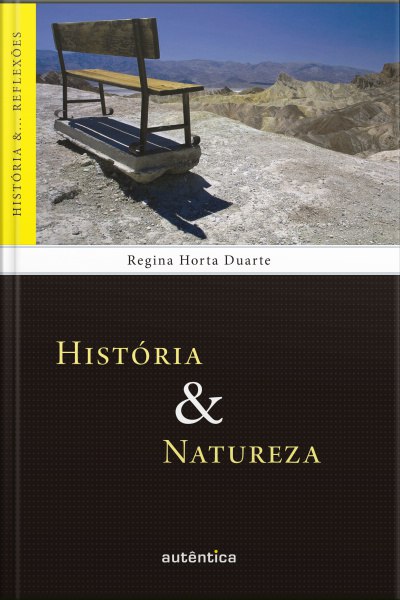 HISTÓRIA &... REFLEXÕES
Regina Horta Duarte
HISTÓRIA
&
NATUREZA
autêntica